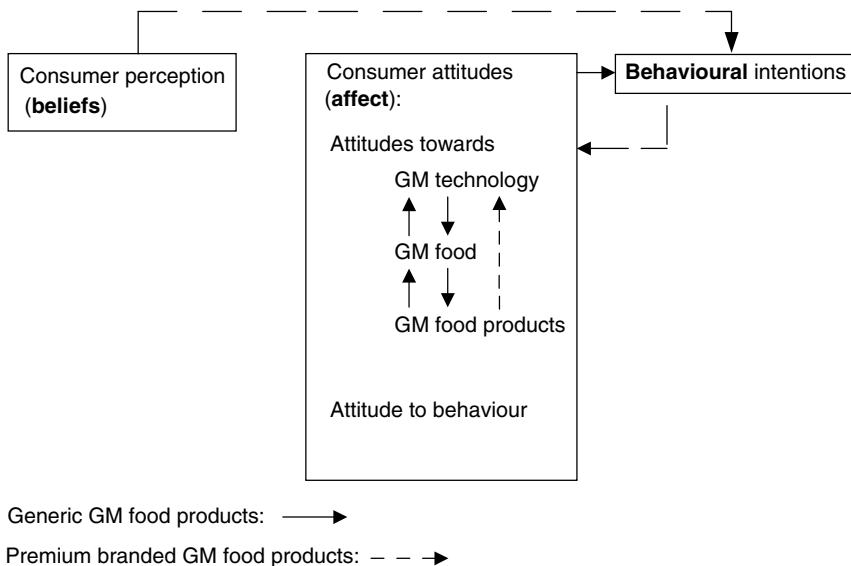 Consumer perception
(beliefs)
Consumer attitudes
(affect):
Behavioural intentions
Attitudes towards
GM technology
GM food
GM food products
Attitude to behaviour
Generic GM food products:
Premium branded GM food products: